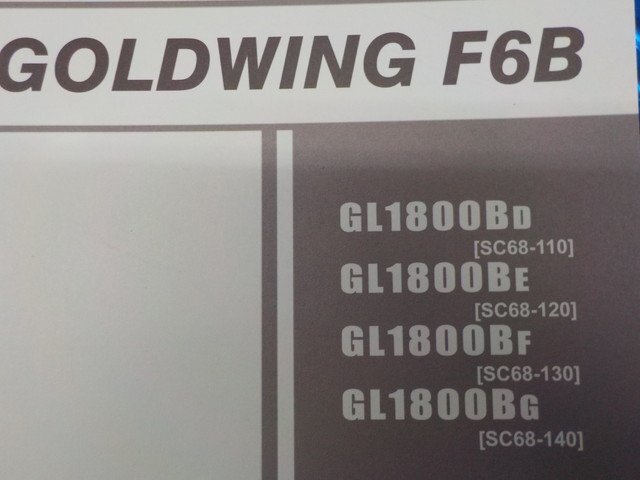 GOLDWING F6B
GL1800BD
[SC68-110]
GL1800BE
[SC68-120]
GL1800BF
[SC68-130]
GL1800BG
[SC68-140]